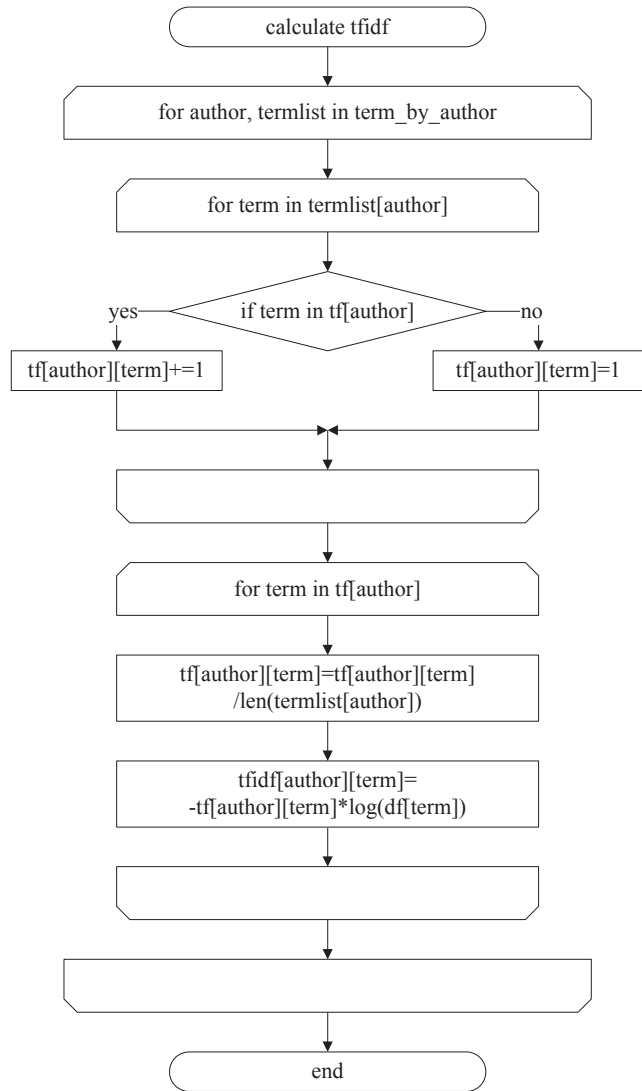 calculate tfidf
for author, termlist in term_by_author
for term in termlist[author]
if term in tf[author]
yes
no
tf[author][term]+=1
tf[author][term]=1
for term in tf[author]
tf[author][term]=tf[author][term]
/len(termlist[author])
tfidf[author][term]=
-tf[author][term]*log(df[term])
end